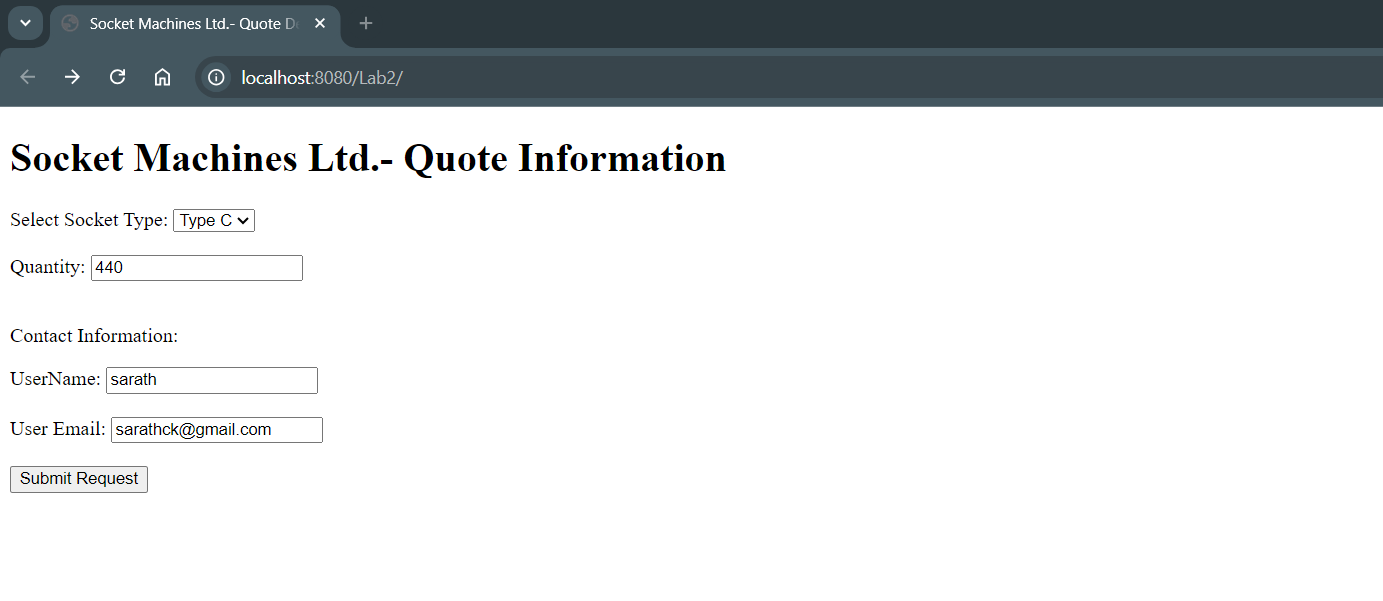 Socket Machines Ltd.- Quote De
localhost:8080/Lab2/
Socket Machines Ltd.- Quote Information
Select Socket Type: Type C
Quantity: 440
Contact Information:
UserName: sarath
User Email: sarathck@gmail.com
Submit Request